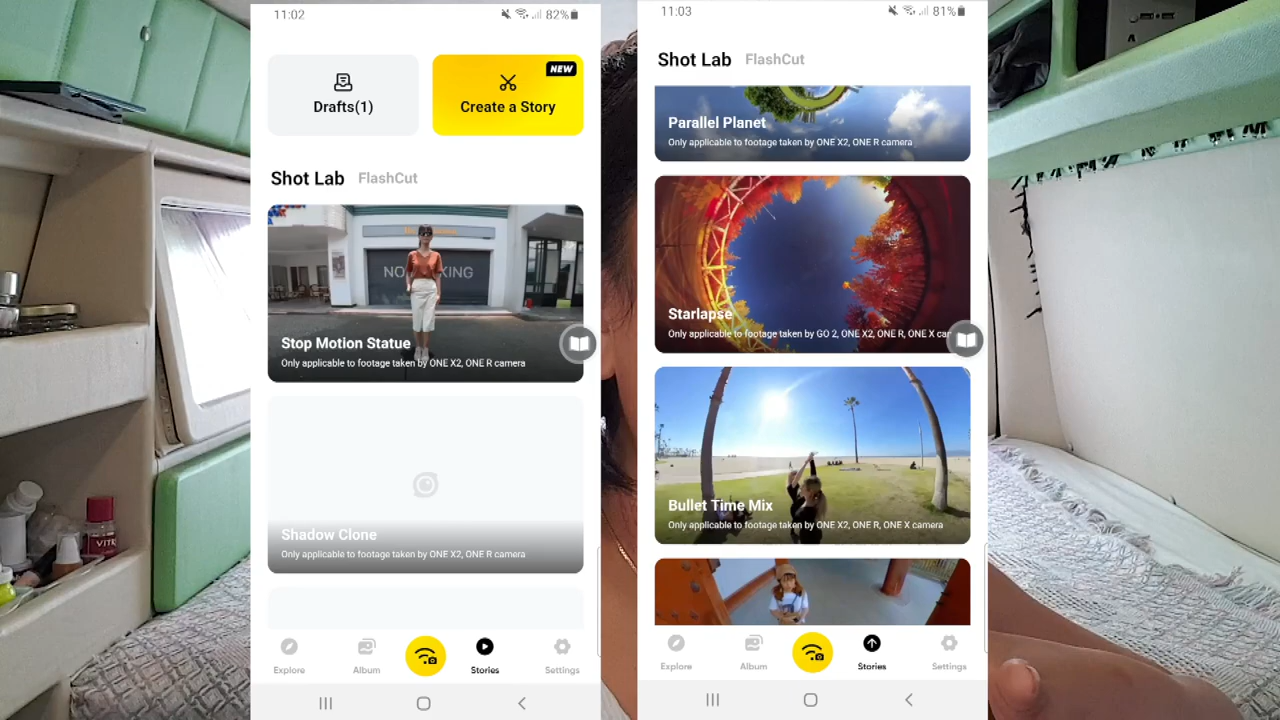 11:02
82%
Drafts(1)
NEW
Create a Story
Shot Lab FlashCut
NO KING
Stop Motion Statue
Only applicable to footage taken by ONE X2, ONE R camera
Shadow Clone
Only applicable to footage taken by ONE X2, ONE R camera
Explore
Album
Stories
Settings
11:03
81%
Shot Lab FlashCut
Parallel Planet
Only applicable to footage taken by ONE X2, ONE R camera
Starlapse
Only applicable to footage taken by GO 2, ONE X2, ONE R, ONE X
Bullet Time Mix
Only applicable to footage taken by ONE X2, ONE R, ONE X camera
Explore
Album
Stories
Settings